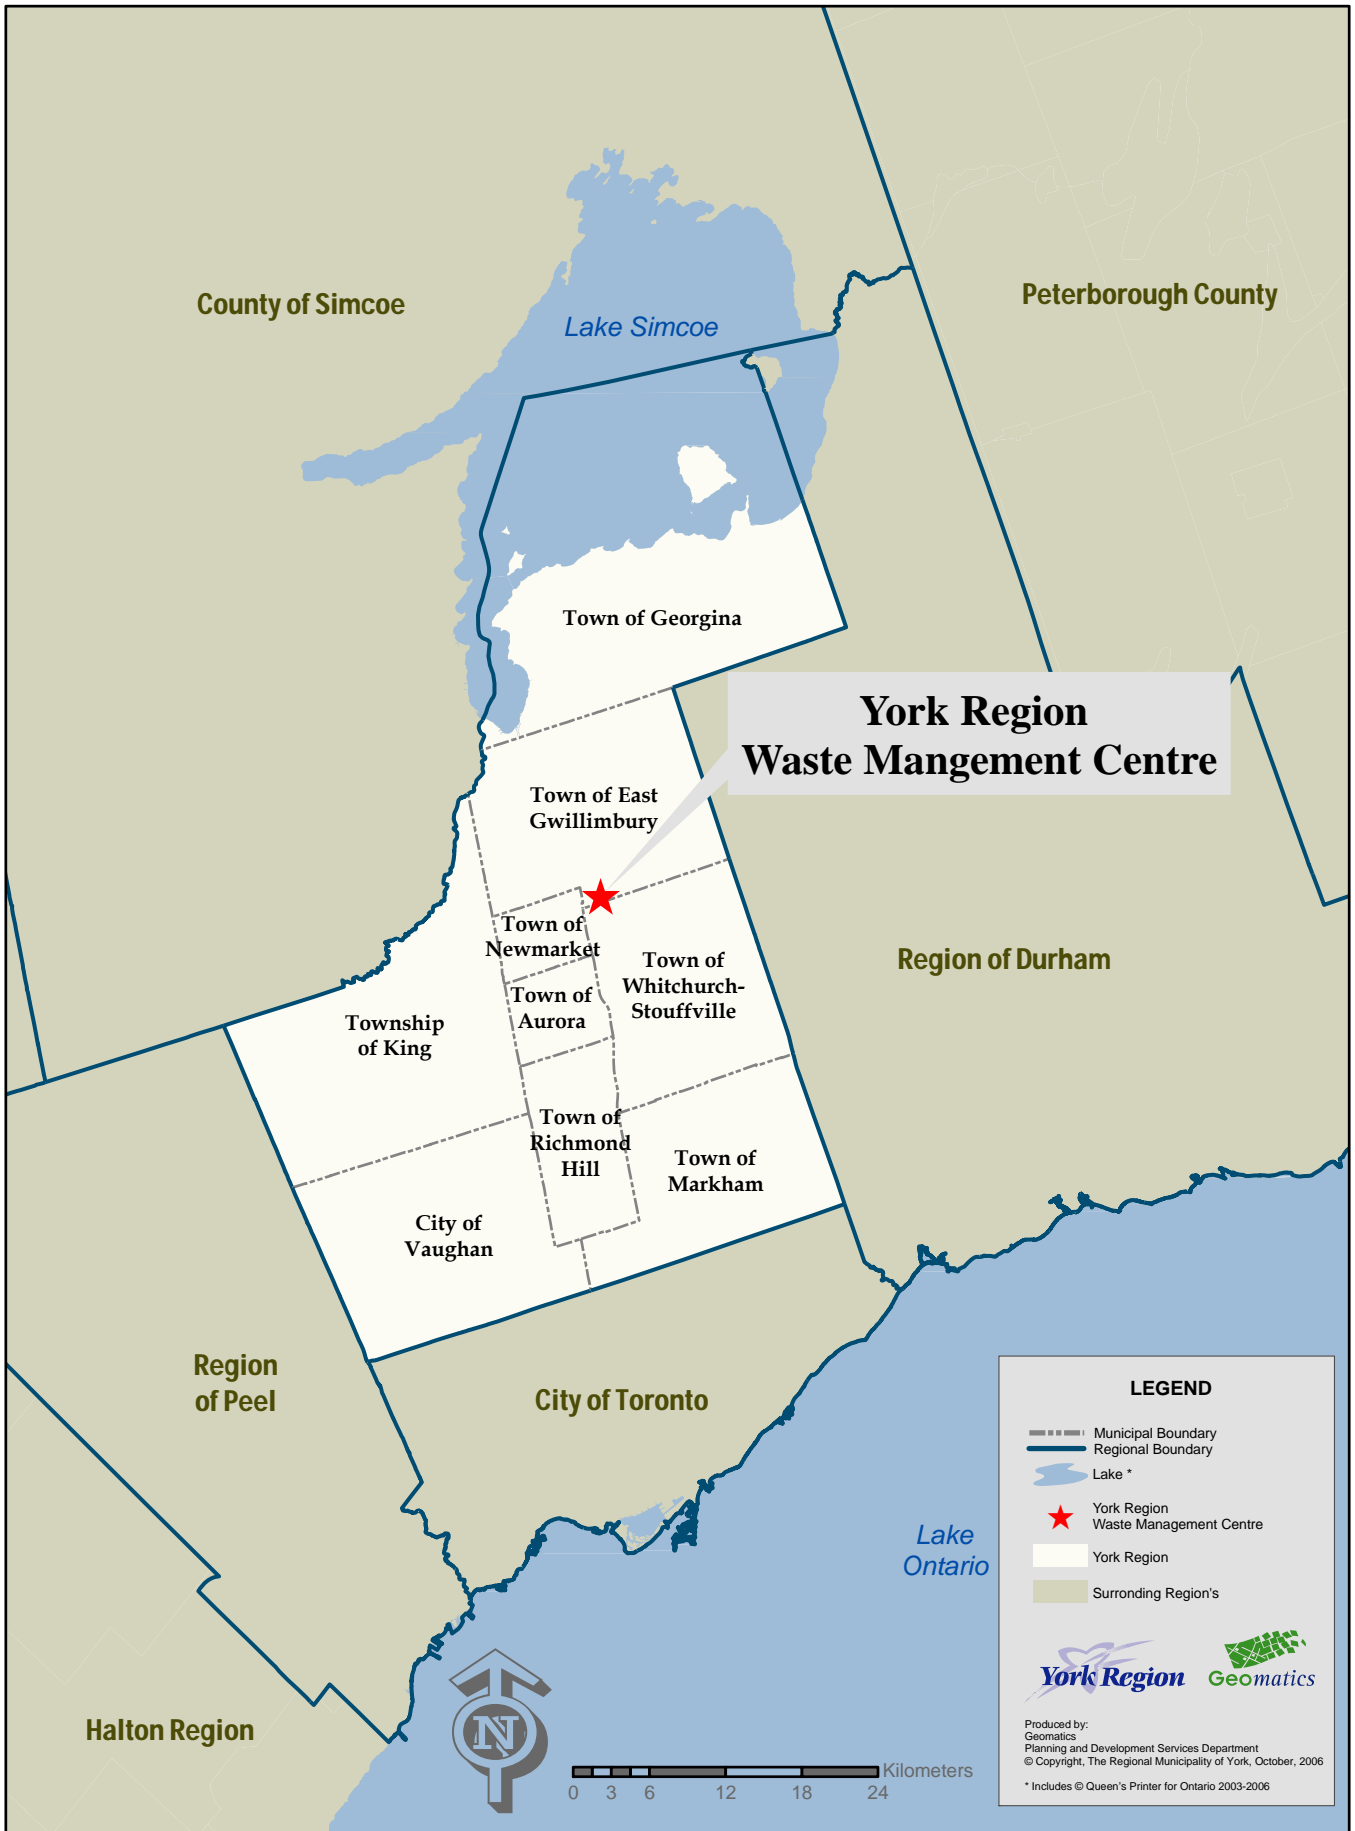 County of Simcoe
Peterborough County
Lake Simcoe
Town of Georgina
York Region
Waste Mangement Centre
Town of East
Gwillimbury
Town of
Newmarket
Town of
Whitchurch-
Stouffville
Region of Durham
Town of
Aurora
Township
of King
Town of
Richmond
Hill
Town of
Markham
City of
Vaughan
Region
of Peel
City of Toronto
Lake
Ontario
Halton Region
N
Kilometers
0 3 6 12 18 24
LEGEND
Municipal Boundary
Regional Boundary
Lake *
York Region
Waste Management Centre
York Region
Surronding Region's
York Region
Geomatics
Produced by:
Geomatics
Planning and Development Services Department
© Copyright, The Regional Municipality of York, October, 2006
* Includes © Queen's Printer for Ontario 2003-2006